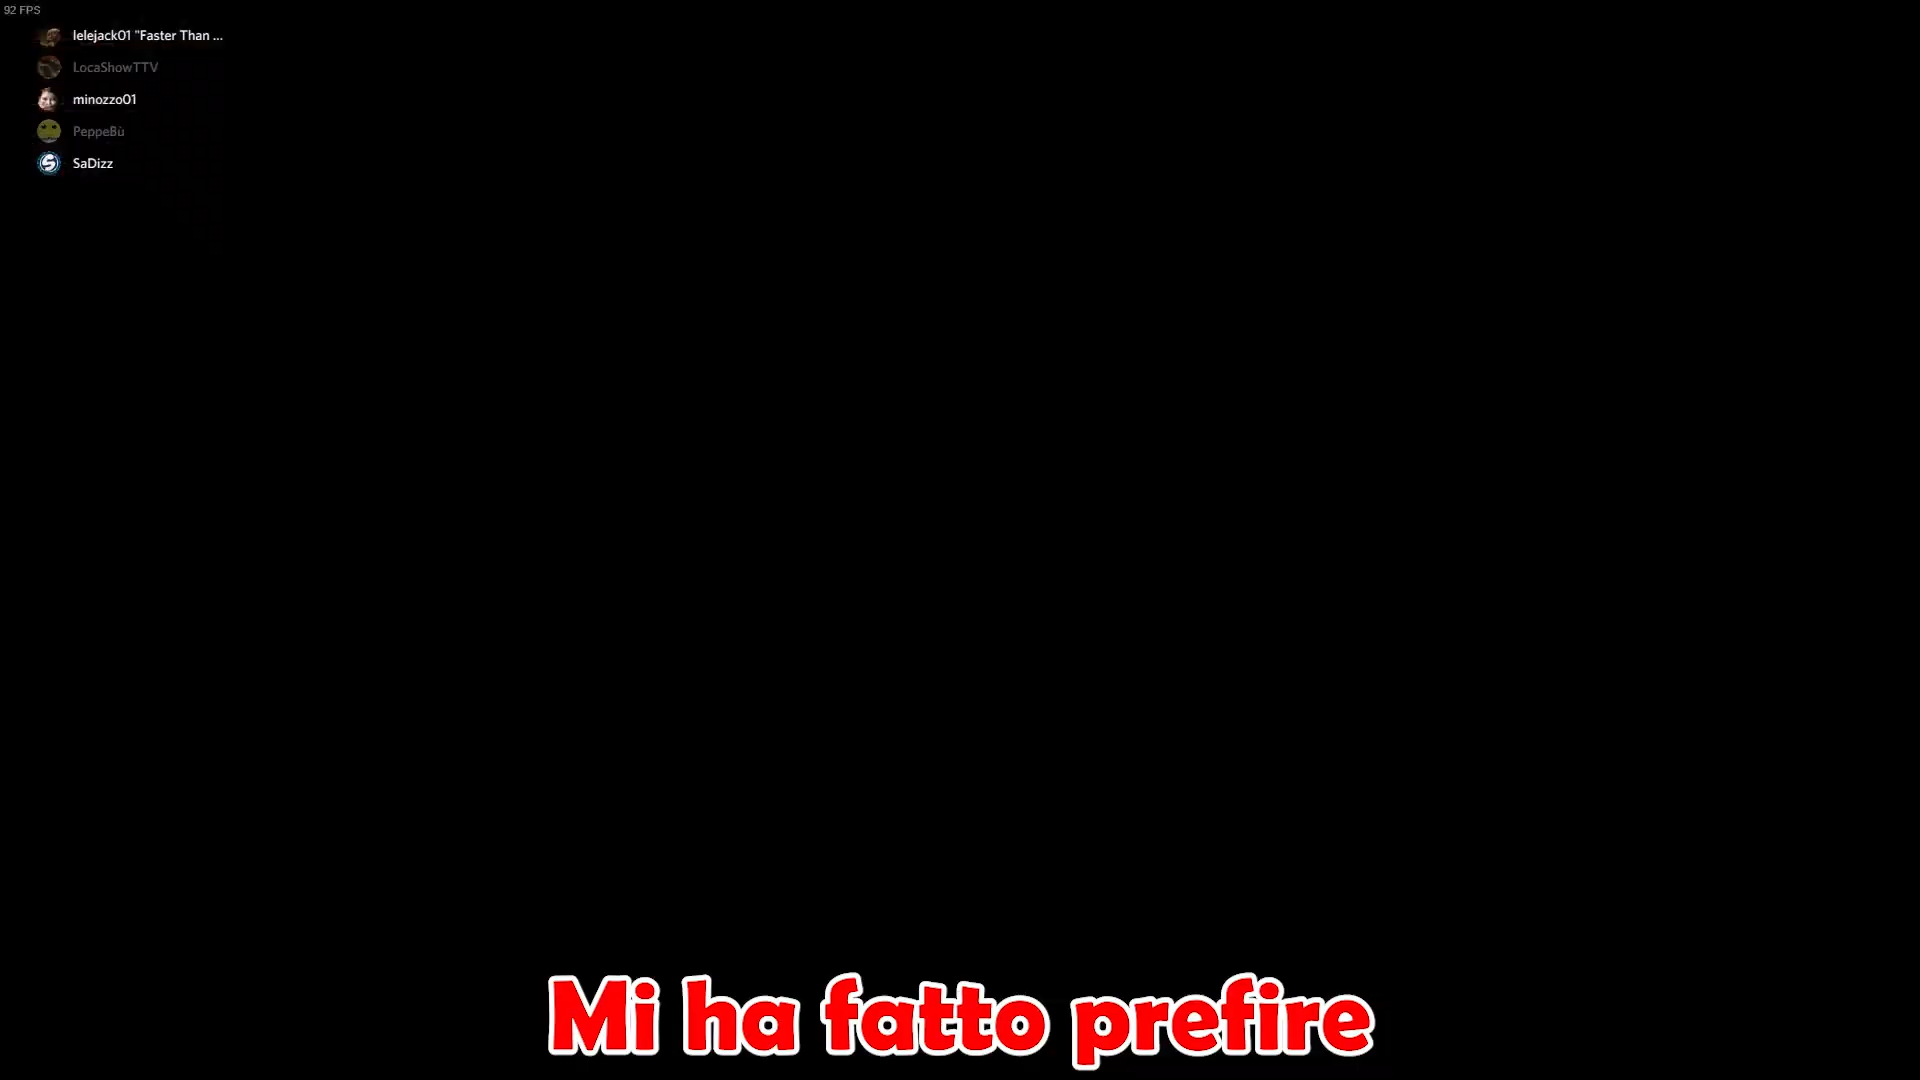 92 FPS
lelejack01 "Faster Than ...
LocaShowTTV
minozzo01
PeppeBù
SaDizz
Mi ha fatto prefire